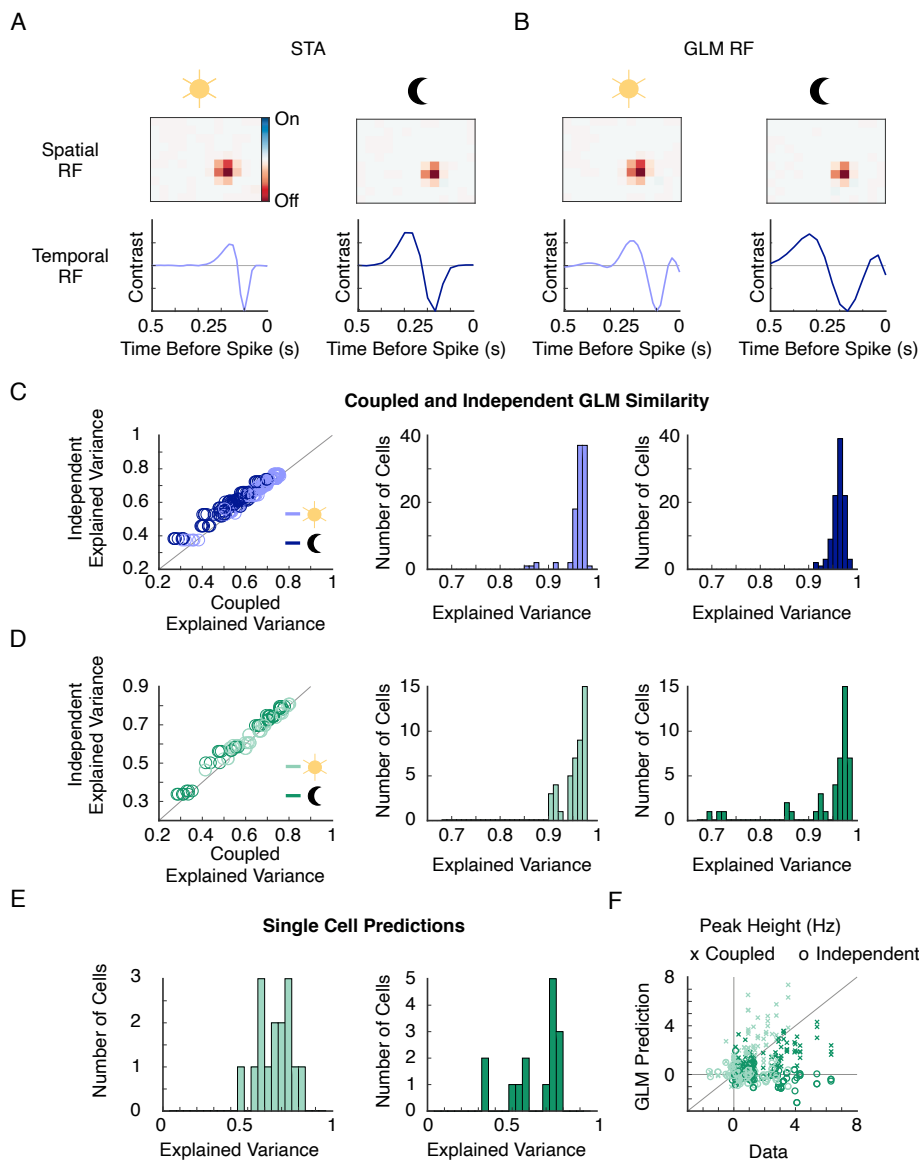 A
B
STA
GLM RF
Spatial
RF
On
Off
Temporal
RF
Contrast
Contrast
Contrast
Contrast
0.5 0.25 0
0.5 0.25 0
0.5 0.25 0
0.5 0.25 0
Time Before Spike (s)
Time Before Spike (s)
Time Before Spike (s)
Time Before Spike (s)
C
Coupled and Independent GLM Similarity
Independent
Explained Variance
1
0.8
0.6
0.4
0.2
0.2 0.4 0.6 0.8 1
Coupled
Explained Variance
Number of Cells
40
20
0
0.7 0.8 0.9 1
Explained Variance
Number of Cells
40
20
0
0.7 0.8 0.9 1
Explained Variance
D
Independent
Explained Variance
0.9
0.7
0.5
0.3
0.2 0.4 0.6 0.8 1
Coupled
Explained Variance
Number of Cells
15
10
5
0
0.7 0.8 0.9 1
Explained Variance
Number of Cells
15
10
5
0
0.7 0.8 0.9 1
Explained Variance
E
Single Cell Predictions
Number of Cells
3
2
1
0
0 0.5 1
Explained Variance
Number of Cells
5
4
3
2
1
0
0 0.5 1
Explained Variance
F
Peak Height (Hz)
x Coupled o Independent
GLM Prediction
8
4
0
0 4 8
Data